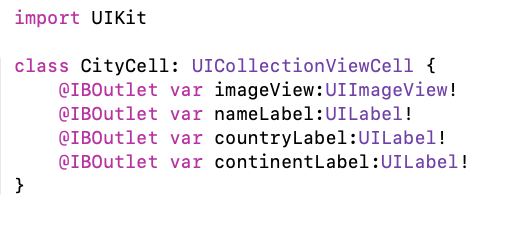 import UIKit
class CityCell: UICollectionViewCell {
    @IBOutlet var imageView:UIImageView!
    @IBOutlet var nameLabel:UILabel!
    @IBOutlet var countryLabel:UILabel!
    @IBOutlet var continentLabel:UILabel!
}